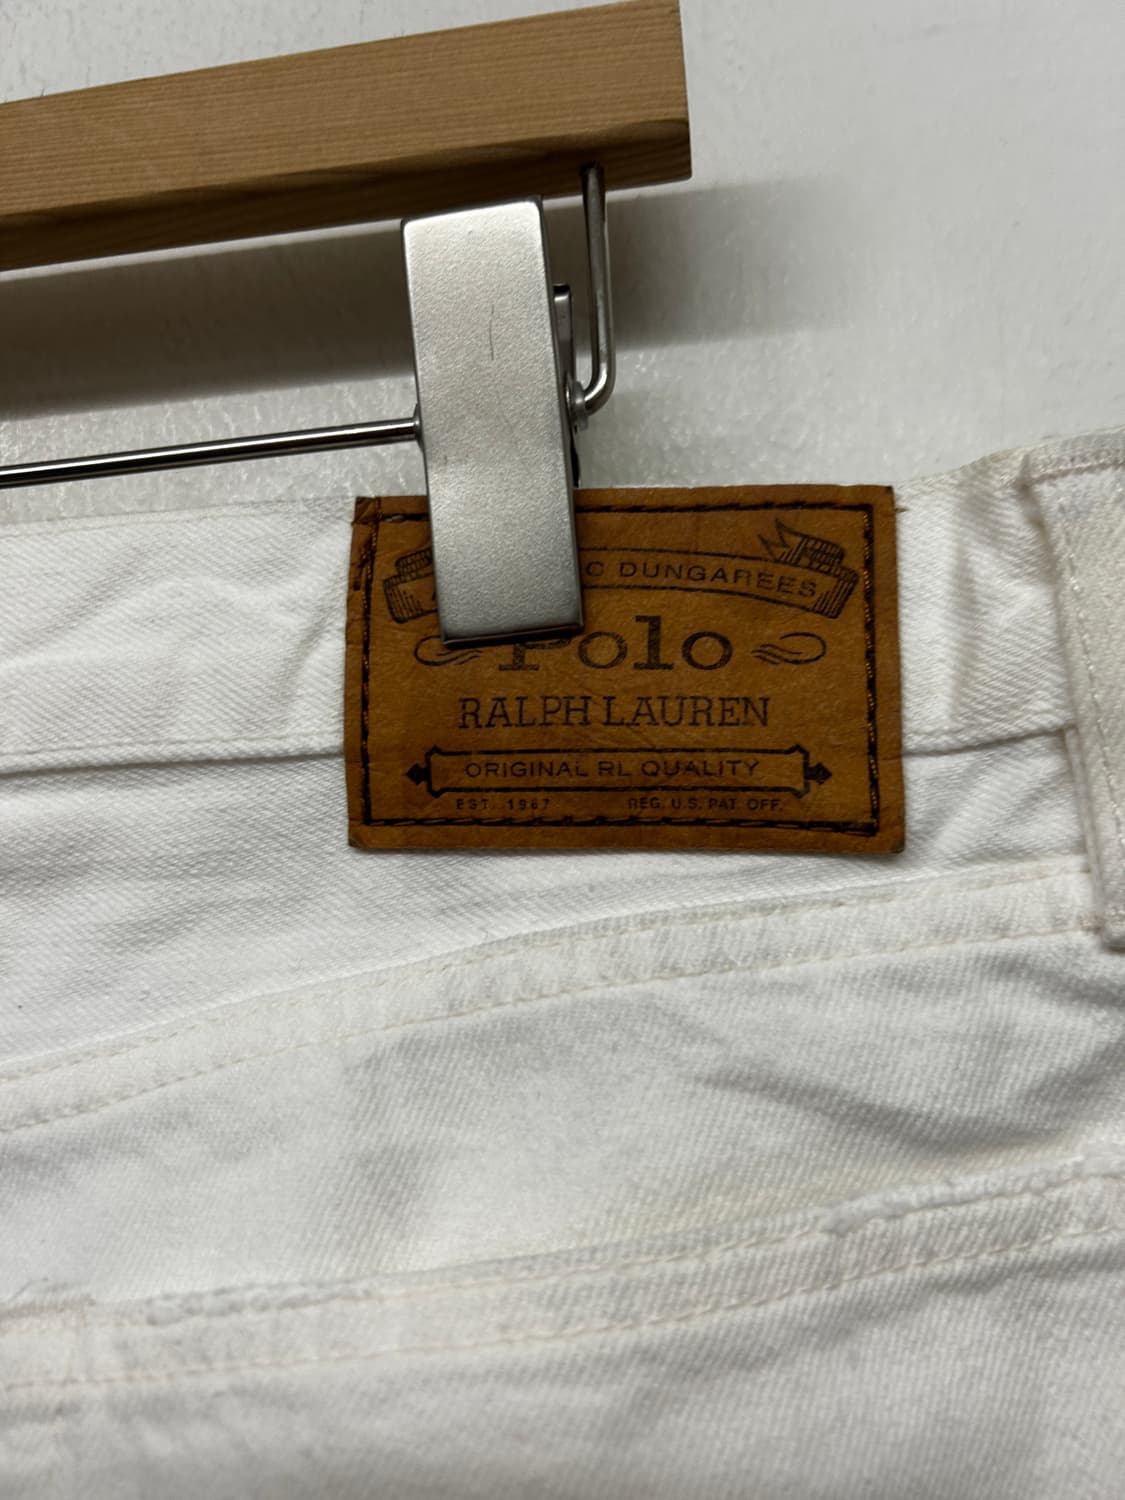 C DUNGAREES
Polo
RALPH LAUREN
ORIGINAL RL QUALITY
EST. 1967 REG. U.S. PAT. OFF.